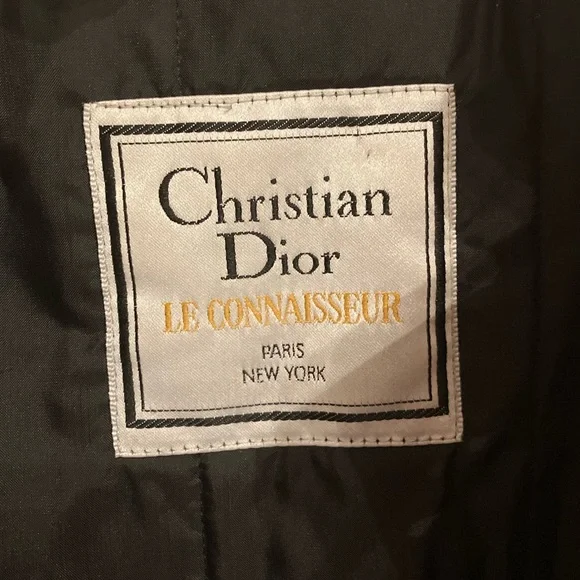 Christian
Dior
LE CONNAISSEUR
PARIS
NEW YORK